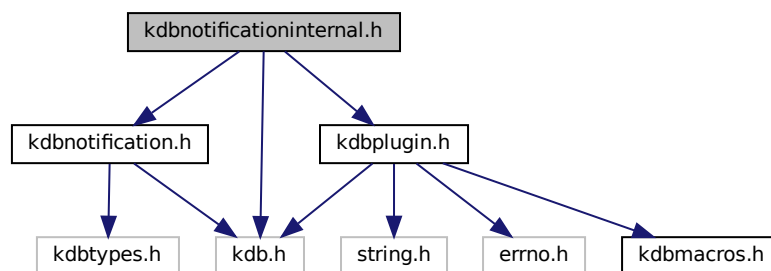 kdbnotificationinternal.h
kdbnotification.h
kdbplugin.h
kdbtypes.h
kdb.h
string.h
errno.h
kdbmacros.h